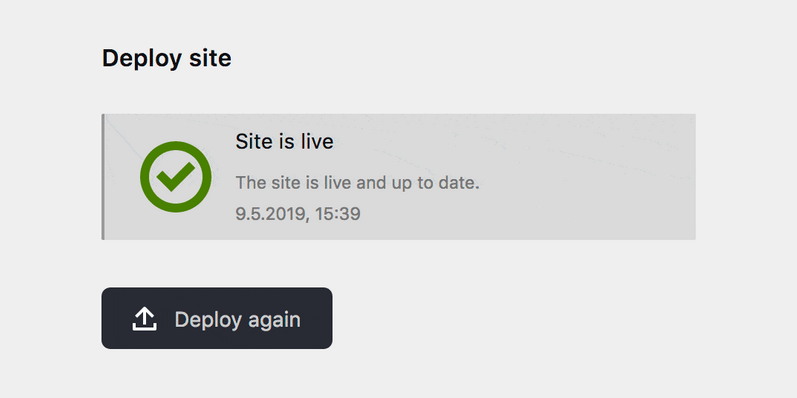 Deploy site
Site is live
The site is live and up to date.
9.5.2019, 15:39
Deploy again